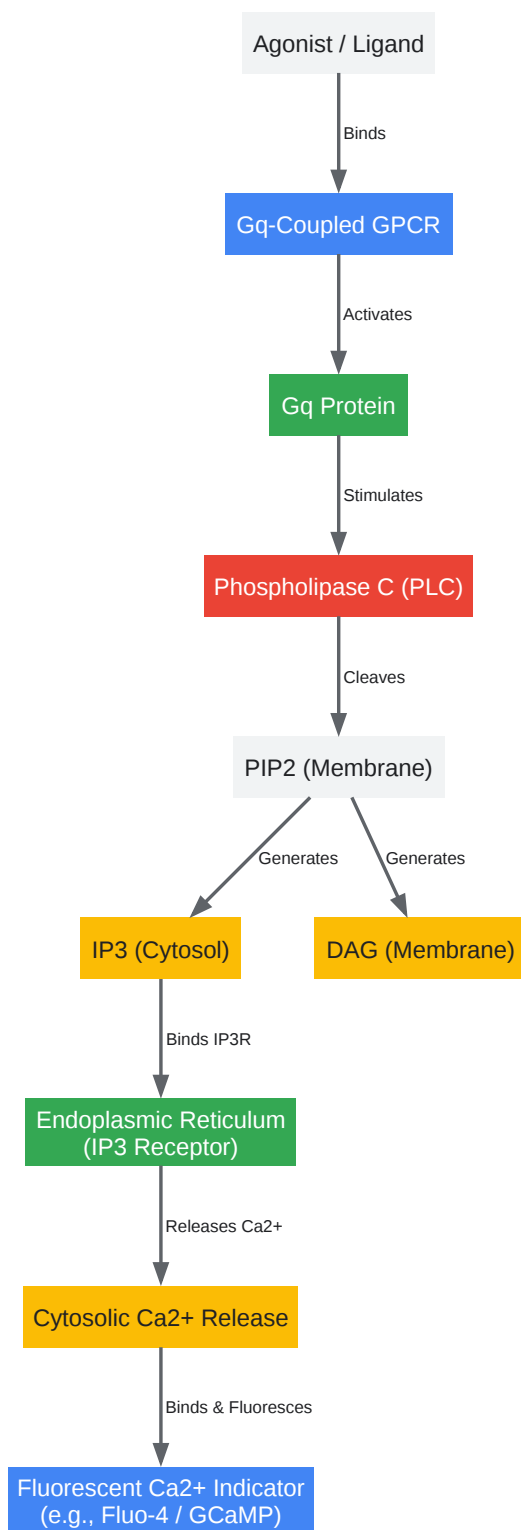 Agonist / Ligand
Binds
Gq-Coupled GPCR
Activates
Gq Protein
Stimulates
Phospholipase C (PLC)
Cleaves
PIP2 (Membrane)
Generates
Generates
IP3 (Cytosol)
DAG (Membrane)
Binds IP3R
Endoplasmic Reticulum
(IP3 Receptor)
Releases Ca2+
Cytosolic Ca2+ Release
Binds & Fluoresces
Fluorescent Ca2+ Indicator
(e.g., Fluo-4 / GCaMP)